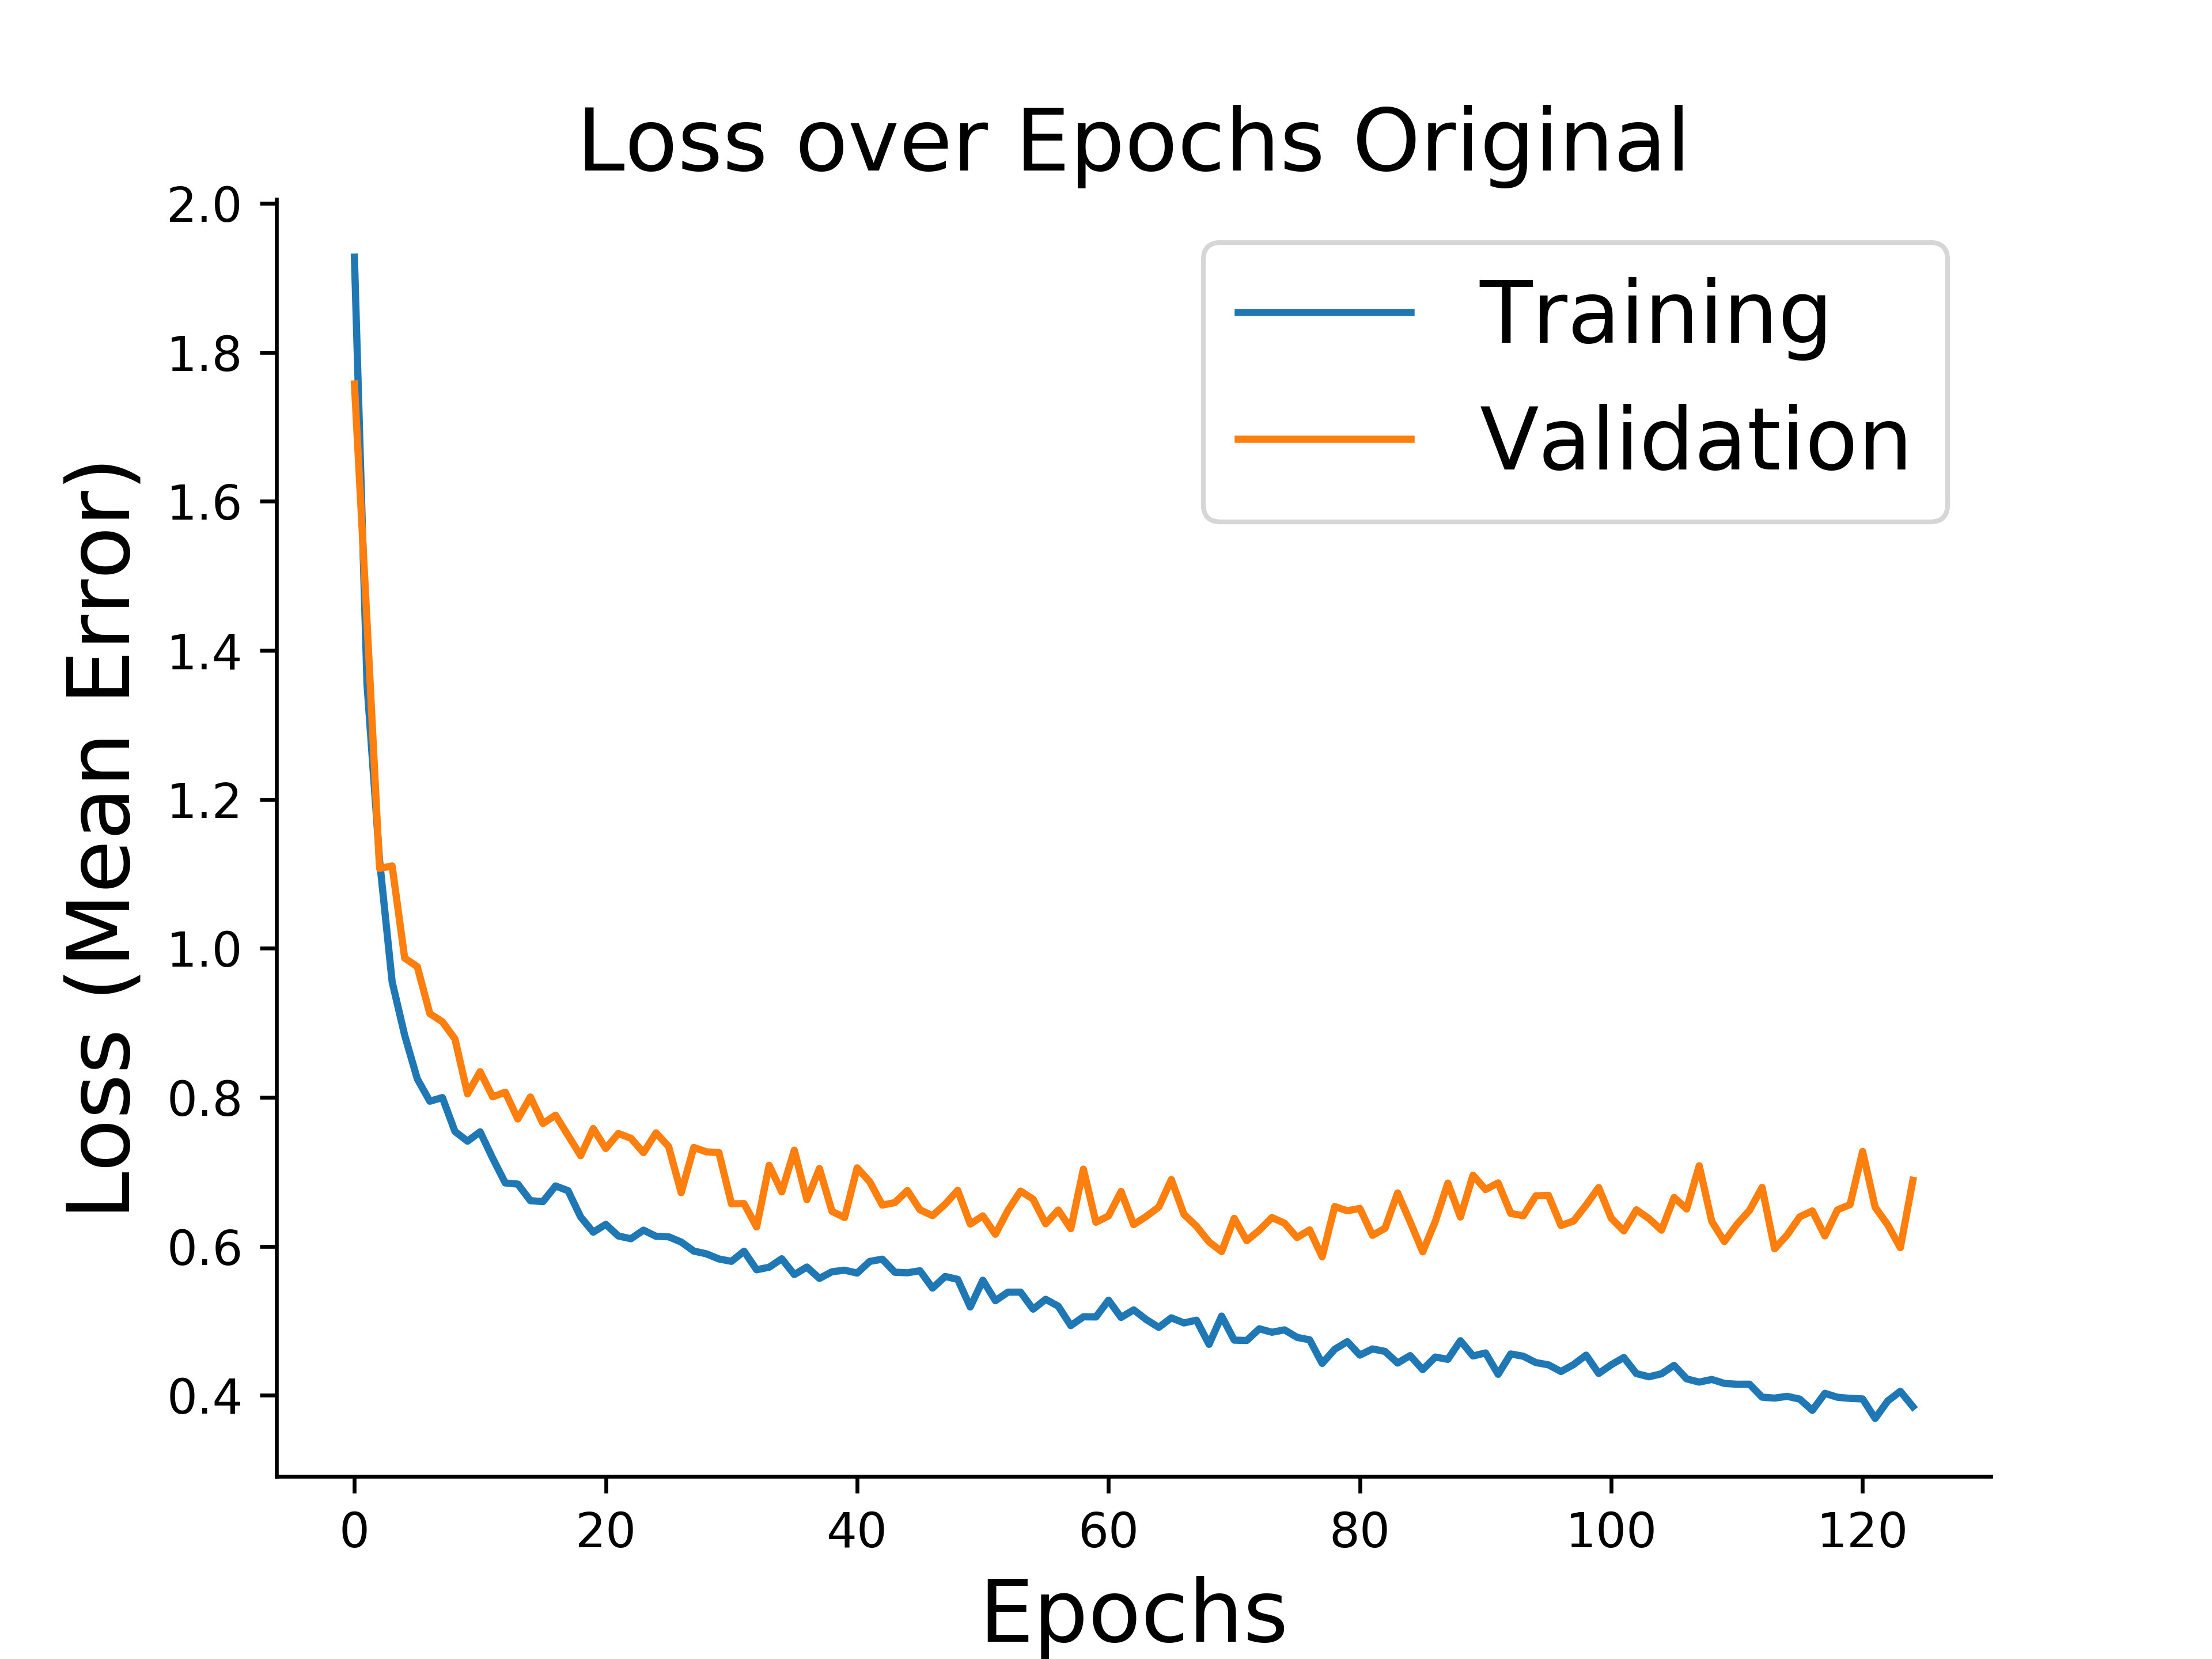 Loss over Epochs Original
Training
Validation
Loss (Mean Error)
2.0
1.8
1.6
1.4
1.2
1.0
0.8
0.6
0.4
0 20 40 60 80 100 120
Epochs